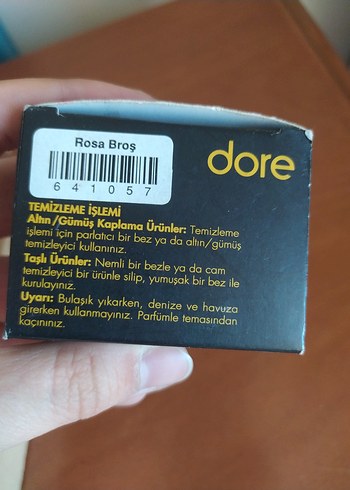 Rosa Broş
dore
641057
TEMİZLEME İŞLEMİ
Altın/Gümüş Kaplama Ürünler: Temizleme
işlemi için parlatıcı bir bez ya da altın/gümüş
temizleyici kullanınız.
Taşlı Ürünler: Nemli bir bezle ya da cam
temizleyici bir ürünle silip, yumuşak bir bez ile
kurulayınız.
Uyarı: Bulaşık yıkarken, denize ve havuza
girerken kullanmayınız. Parfümle temasından
kaçınınız.